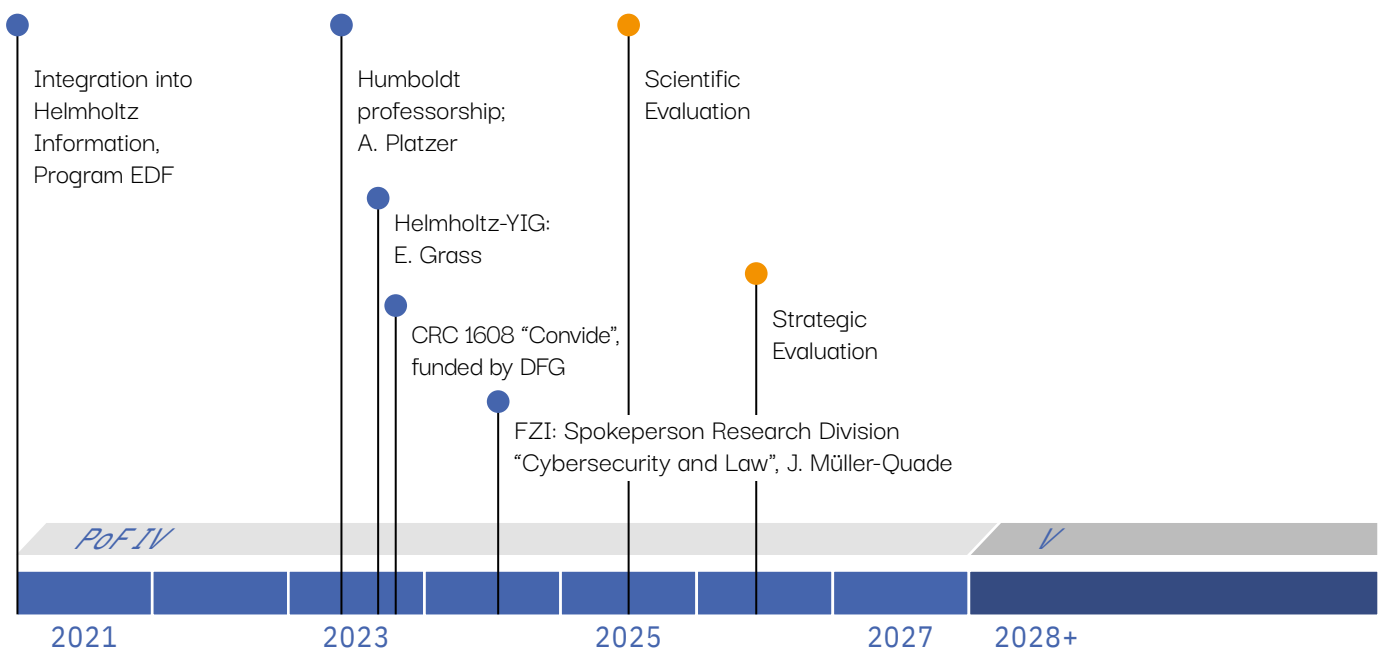 Integration into
Helmholtz
Information,
Program EDF
Humboldt
professorship;
A. Platzer
Scientific
Evaluation
Helmholtz-YIG:
E. Grass
CRC 1608 “Convide”,
funded by DFG
Strategic
Evaluation
FZI: Spokeperson Research Division
“Cybersecurity and Law”, J. Müller-Quade
PoF IV
V
2021
2023
2025
2027
2028+